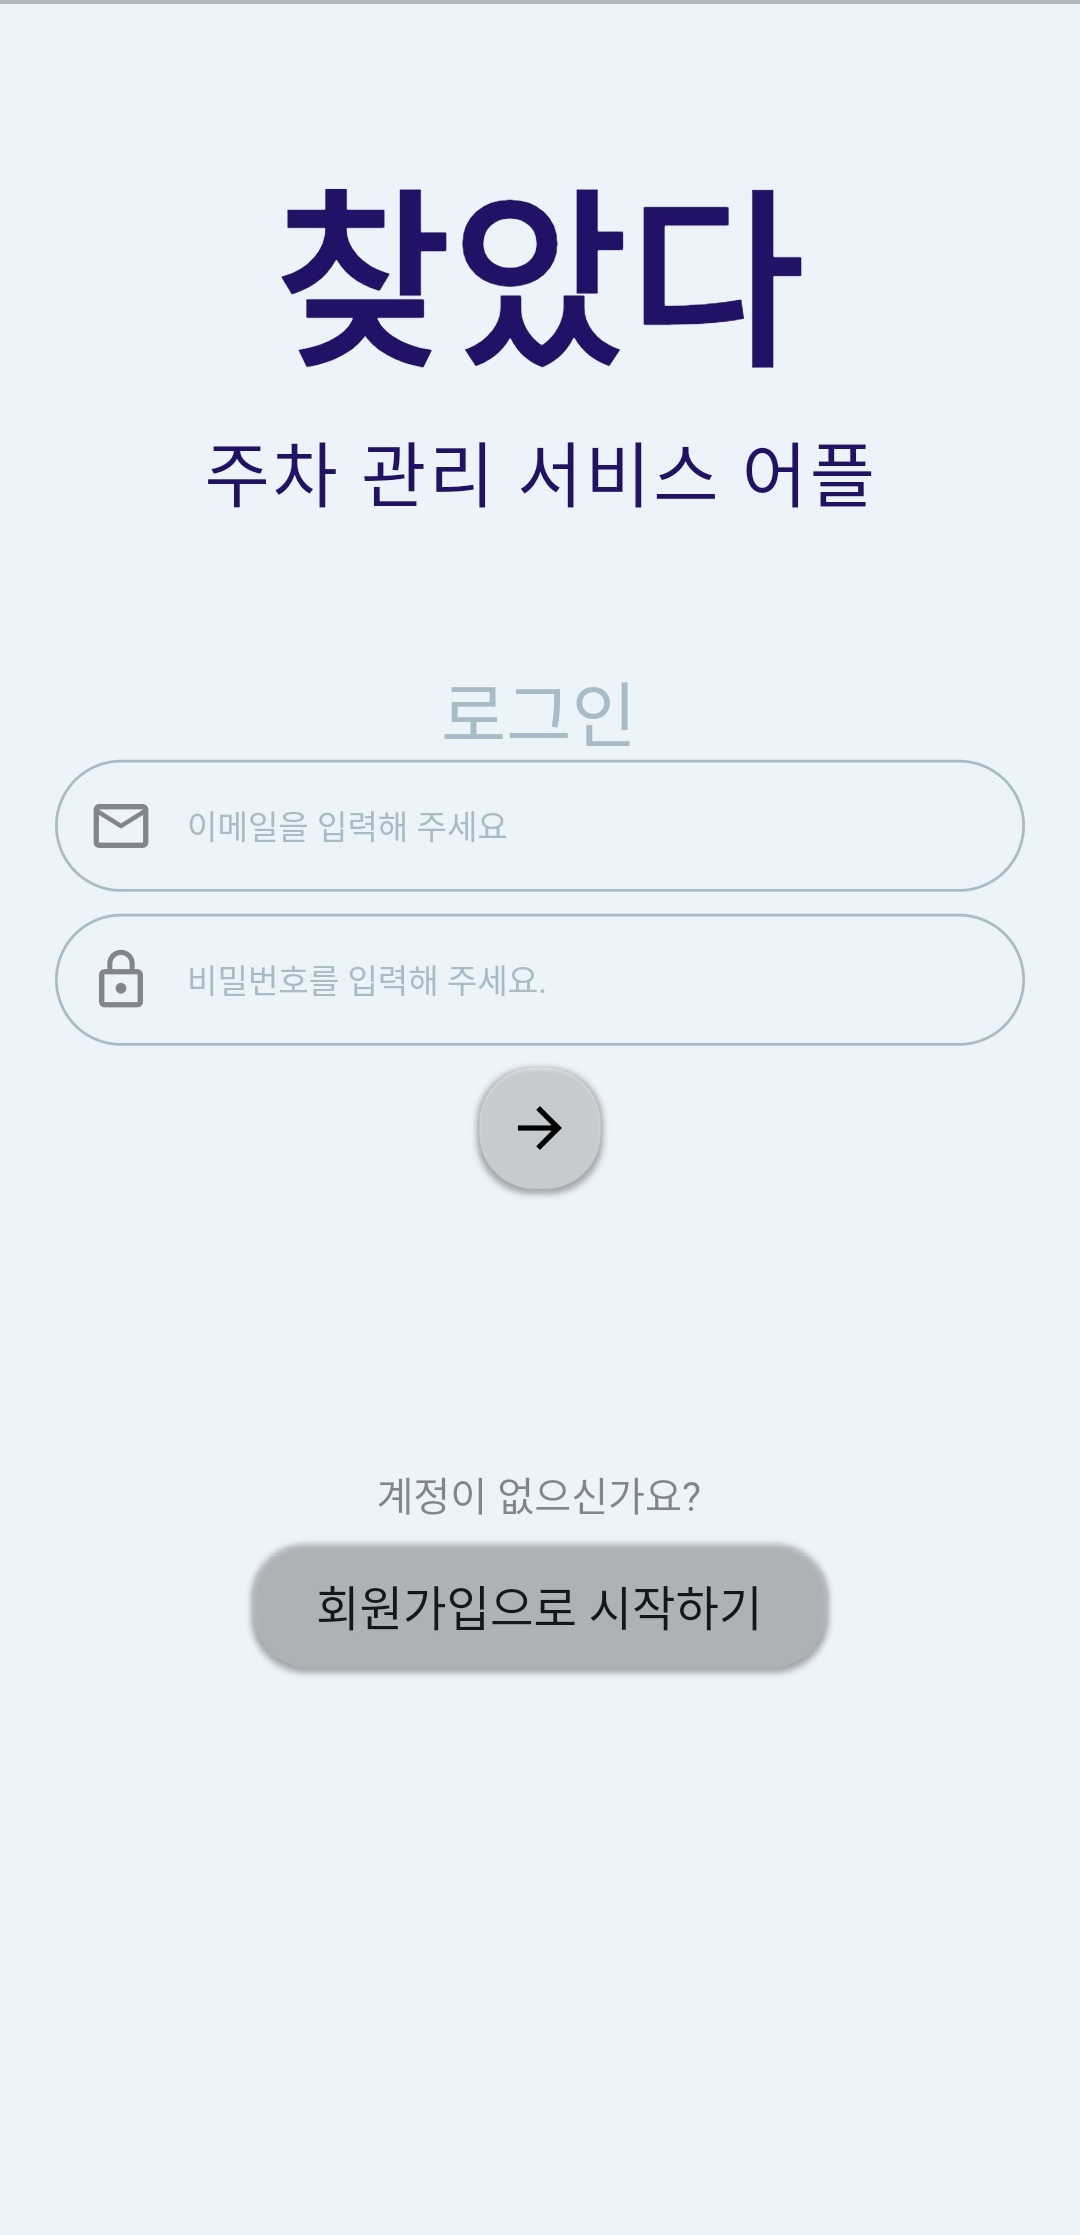 찾았다
주차 관리 서비스 어플
로그인
이메일을 입력해 주세요
비밀번호를 입력해 주세요.
계정이 없으신가요?
회원가입으로 시작하기